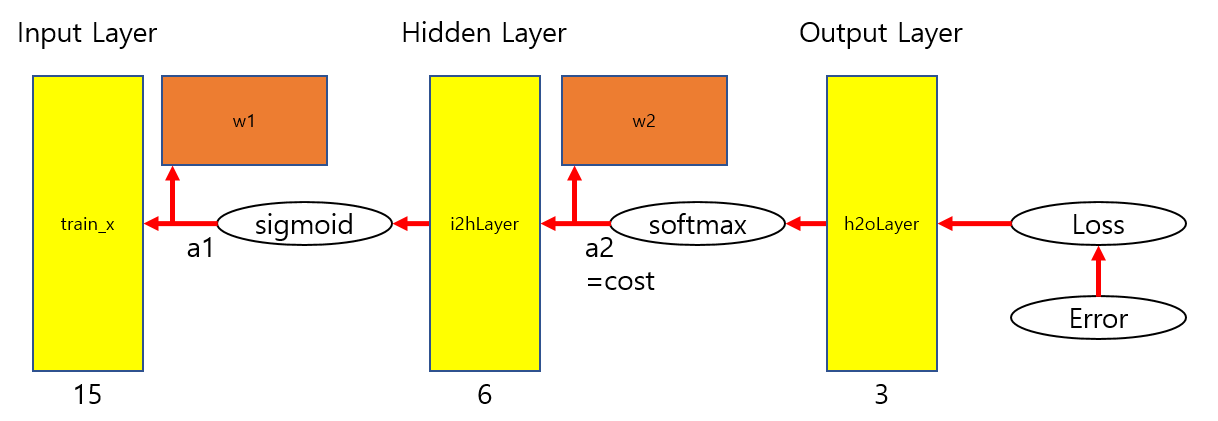 Input Layer
Hidden Layer
Output Layer
w1
w2
train_x
sigmoid
i2hLayer
softmax
h2oLayer
Loss
a1
a2
=cost
Error
15
6
3